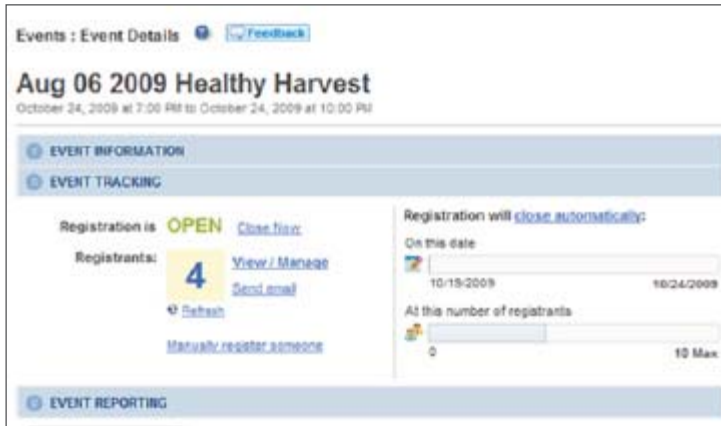 Events : Event Details Feedback
Aug 06 2009 Healthy Harvest
October 24, 2009 at 7:00 PM to October 24, 2009 at 10:00 PM
EVENT INFORMATION
EVENT TRACKING
Registration is OPEN Close Now
Registrants: 4 View / Manage
Send email
Refresh
Manually register someone
Registration will close automatically:
On this date
10/15/2009 10/24/2009
At this number of registrants
0 10 Max
EVENT REPORTING